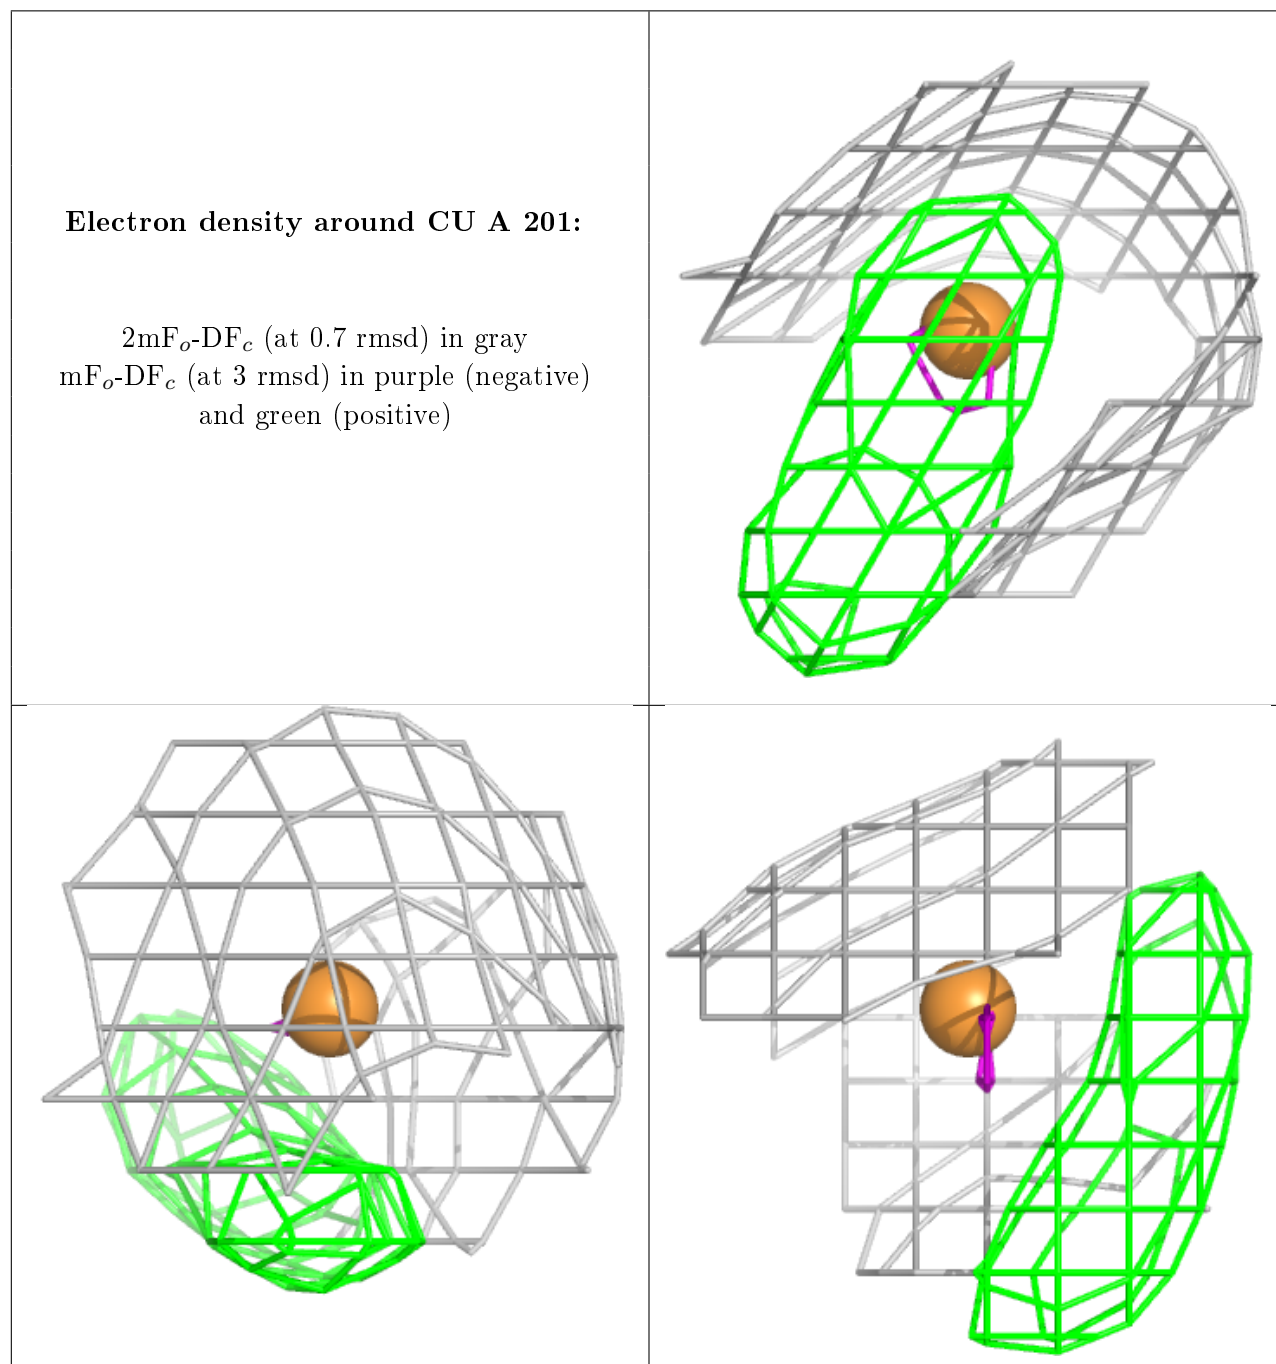 Electron density around CU A 201:
2mFo-DFc (at 0.7 rmsd) in gray
mFo-DFc (at 3 rmsd) in purple (negative)
and green (positive)